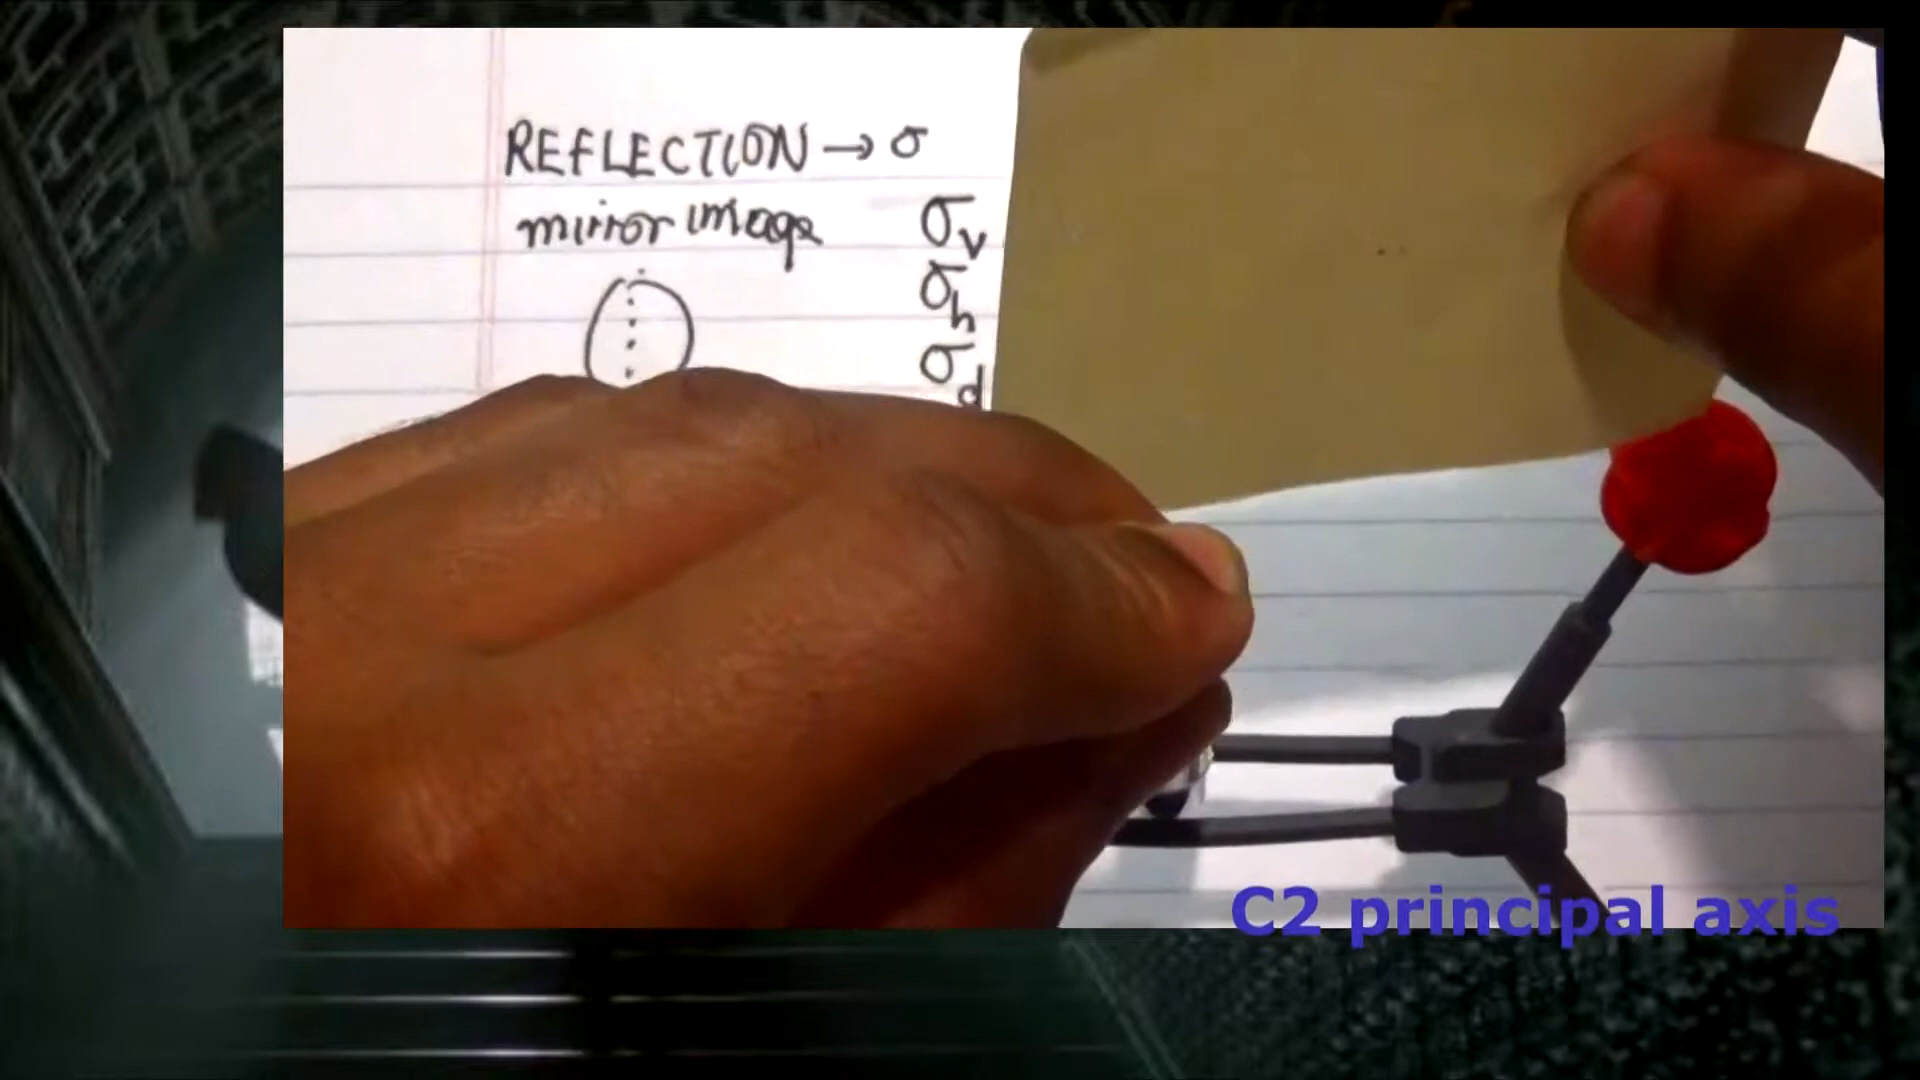 REFLECTION → σ
mirror image
σv
σh
σd
C2 principal axis